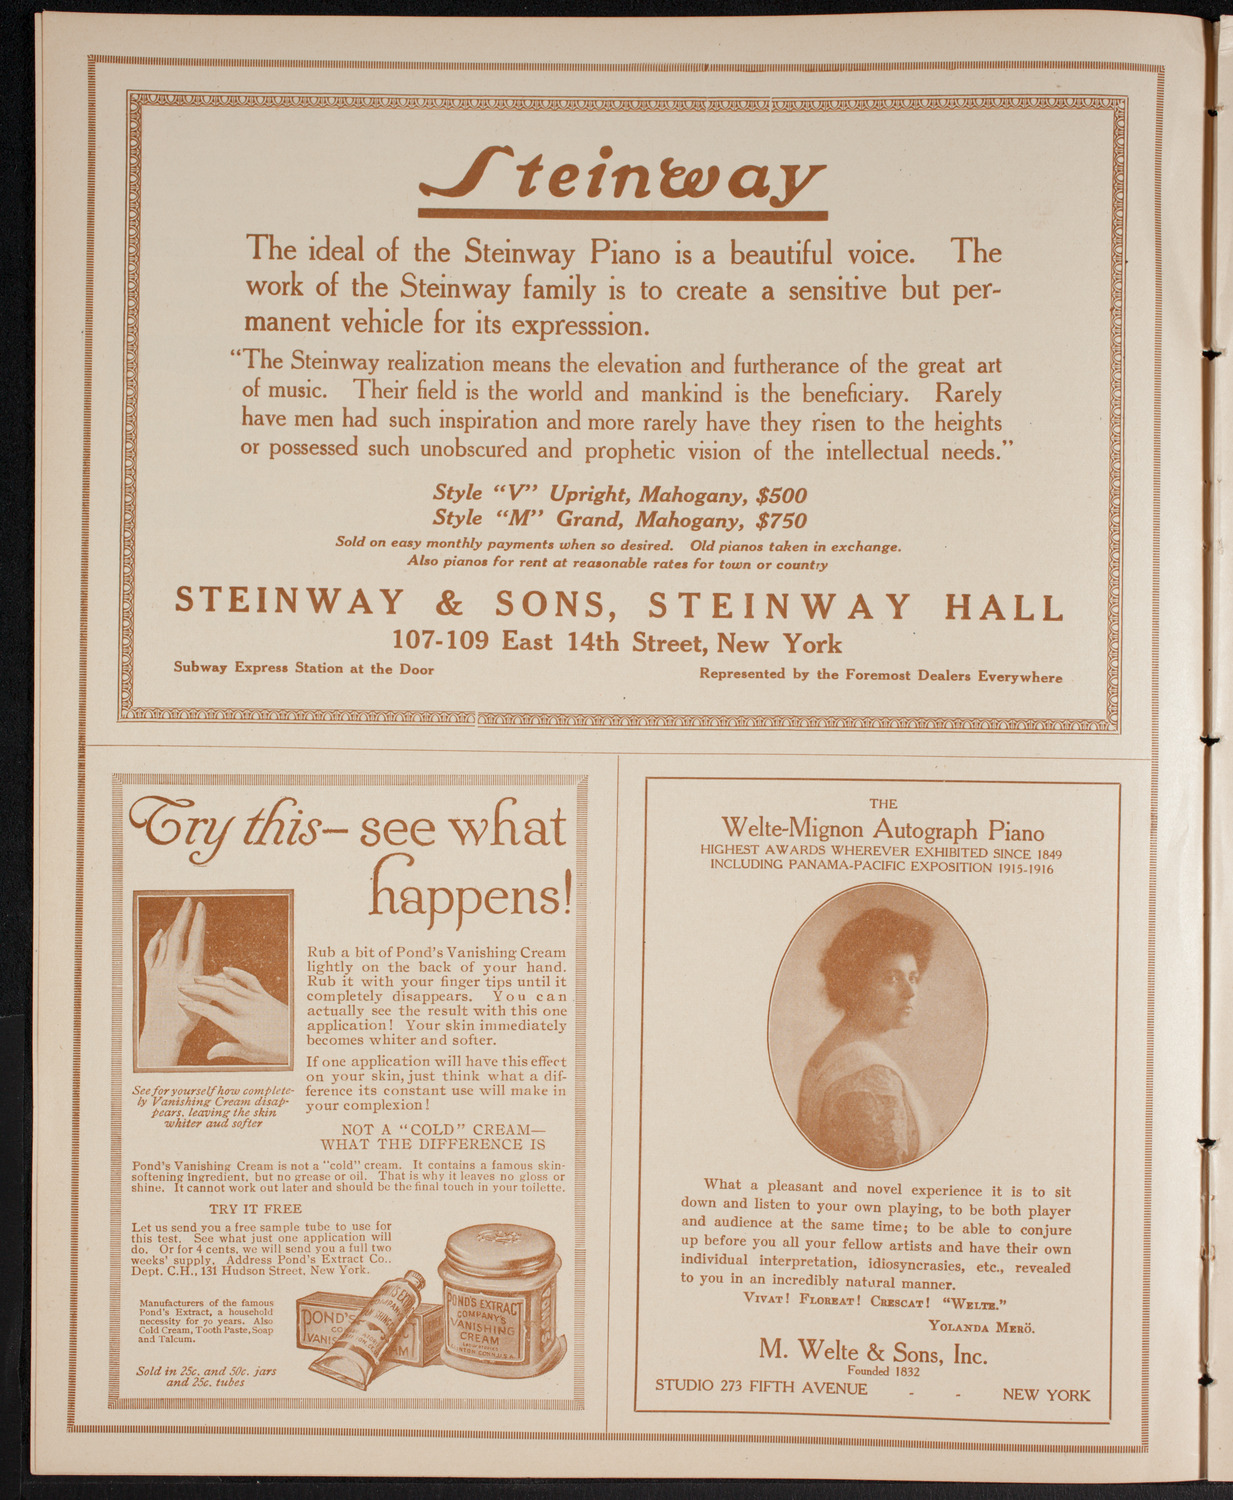 Steinway
The ideal of the Steinway Piano is a beautiful voice. The
work of the Steinway family is to create a sensitive but per-
manent vehicle for its expresssion.
"The Steinway realization means the elevation and furtherance of the great art
of music. Their field is the world and mankind is the beneficiary. Rarely
have men had such inspiration and more rarely have they risen to the heights
or possessed such unobscured and prophetic vision of the intellectual needs."
Style "V" Upright, Mahogany, $500
Style "M" Grand, Mahogany, $750
Sold on easy monthly payments when so desired. Old pianos taken in exchange.
Also pianos for rent at reasonable rates for town or country
STEINWAY & SONS, STEINWAY HALL
107-109 East 14th Street, New York
Subway Express Station at the Door
Represented by the Foremost Dealers Everywhere
Try this—see what
happens!
Rub a bit of Pond's Vanishing Cream
lightly on the back of your hand.
Rub it with your finger tips until it
completely disappears. You can
actually see the result with this one
application! Your skin immediately
becomes whiter and softer.
If one application will have this effect
on your skin, just think what a dif-
ference its constant use will make in
your complexion!
See for yourself how complete-
ly Vanishing Cream disap-
pears, leaving the skin
whiter aud softer
NOT A "COLD" CREAM—
WHAT THE DIFFERENCE IS
Pond's Vanishing Cream is not a "cold" cream. It contains a famous skin-
softening ingredient, but no grease or oil. That is why it leaves no gloss or
shine. It cannot work out later and should be the final touch in your toilette.
TRY IT FREE
Let us send you a free sample tube to use for
this test. See what just one application will
do. Or for 4 cents, we will send you a full two
weeks' supply. Address Pond's Extract Co..
Dept. C.H., 131 Hudson Street, New York.
Manufacturers of the famous
Pond's Extract, a household
necessity for 70 years. Also
Cold Cream, Tooth Paste, Soap
and Talcum.
Sold in 25c. and 50c. jars
and 25c. tubes
POND'S
CO
VANIS
AM
POND'S EXTRACT
COMPANY'S
VANISHING
CREAM
THE
Welte-Mignon Autograph Piano
HIGHEST AWARDS WHEREVER EXHIBITED SINCE 1849
INCLUDING PANAMA-PACIFIC EXPOSITION 1915-1916
What a pleasant and novel experience it is to sit
down and listen to your own playing, to be both player
and audience at the same time; to be able to conjure
up before you all your fellow artists and have their own
individual interpretation, idiosyncrasies, etc., revealed
to you in an incredibly natural manner.
VIVAT! FLOREAT! CRESCAT! "WELTE."
YOLANDA MERÖ.
M. Welte & Sons, Inc.
Founded 1832
STUDIO 273 FIFTH AVENUE - - NEW YORK